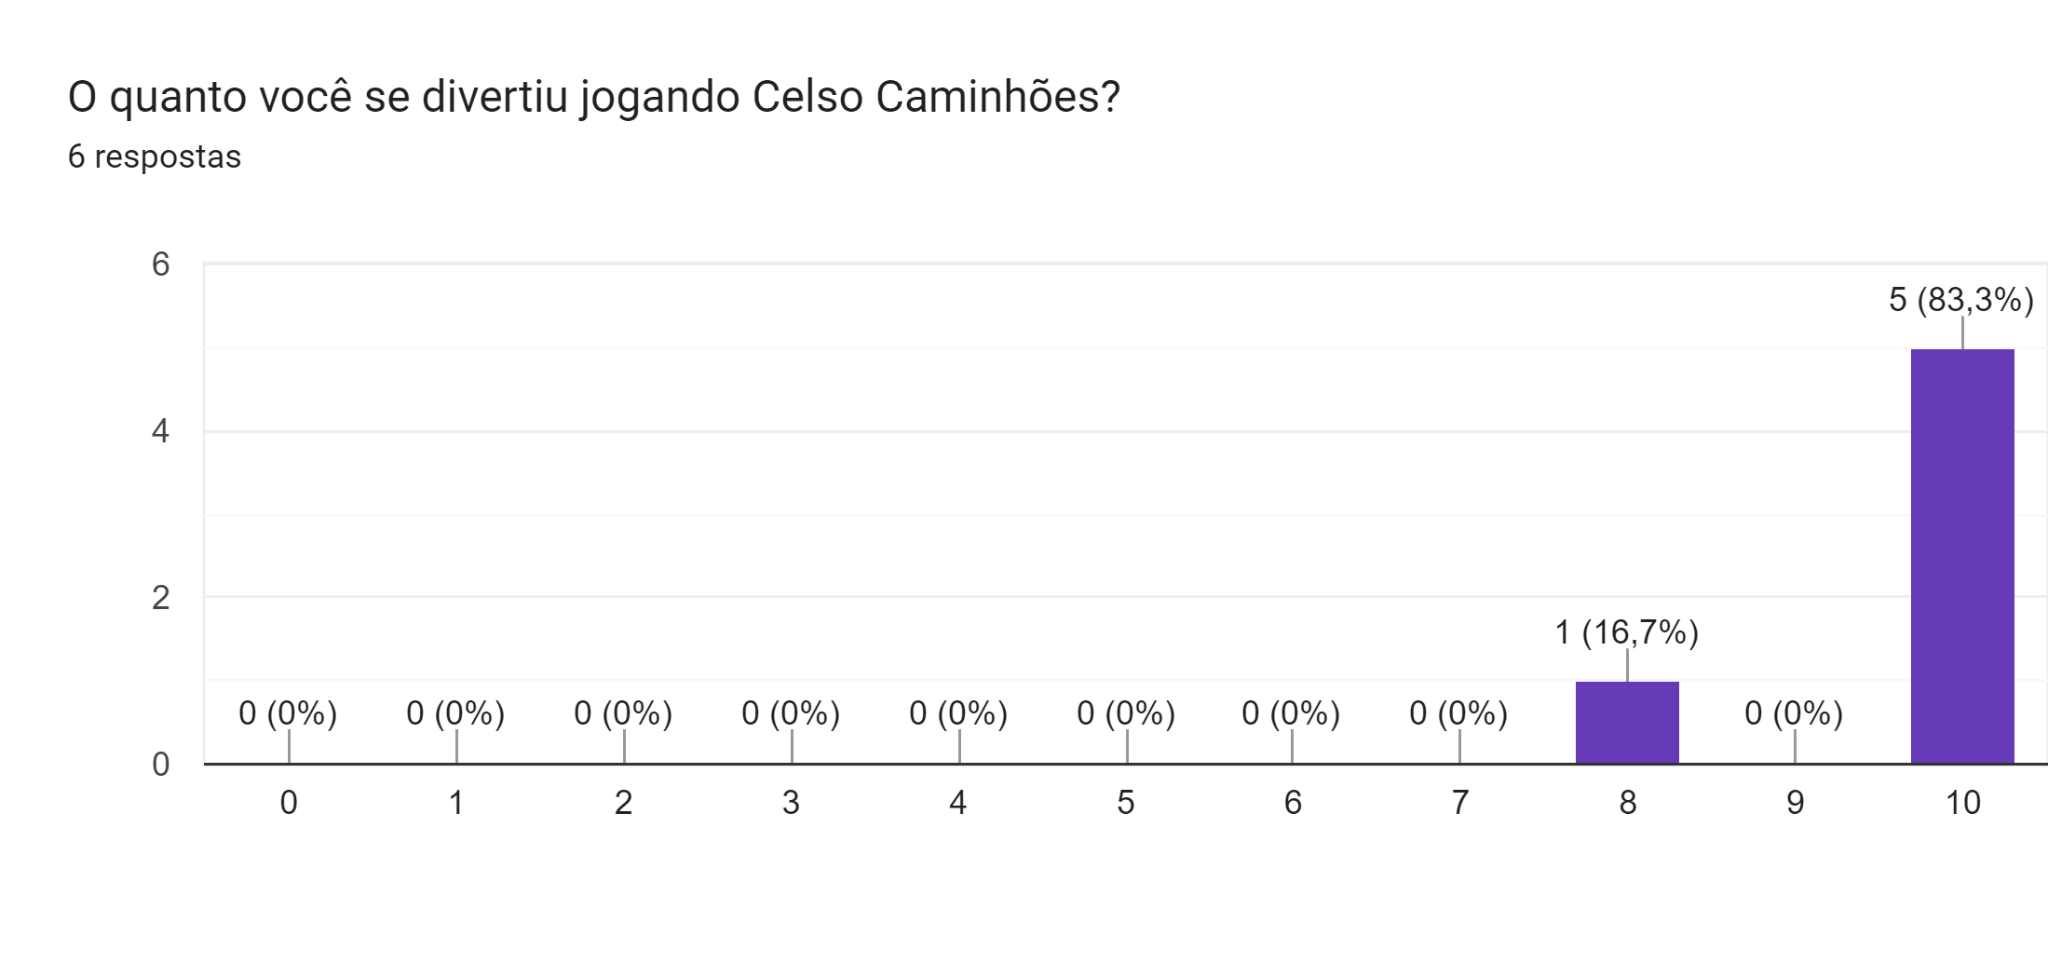 O quanto você se divertiu jogando Celso Caminhões?
6 respostas
6
5 (83,3%)
4
2
1 (16,7%)
0 (0%) 0 (0%) 0 (0%) 0 (0%) 0 (0%) 0 (0%) 0 (0%) 0 (0%) 0 (0%)
0
0 1 2 3 4 5 6 7 8 9 10